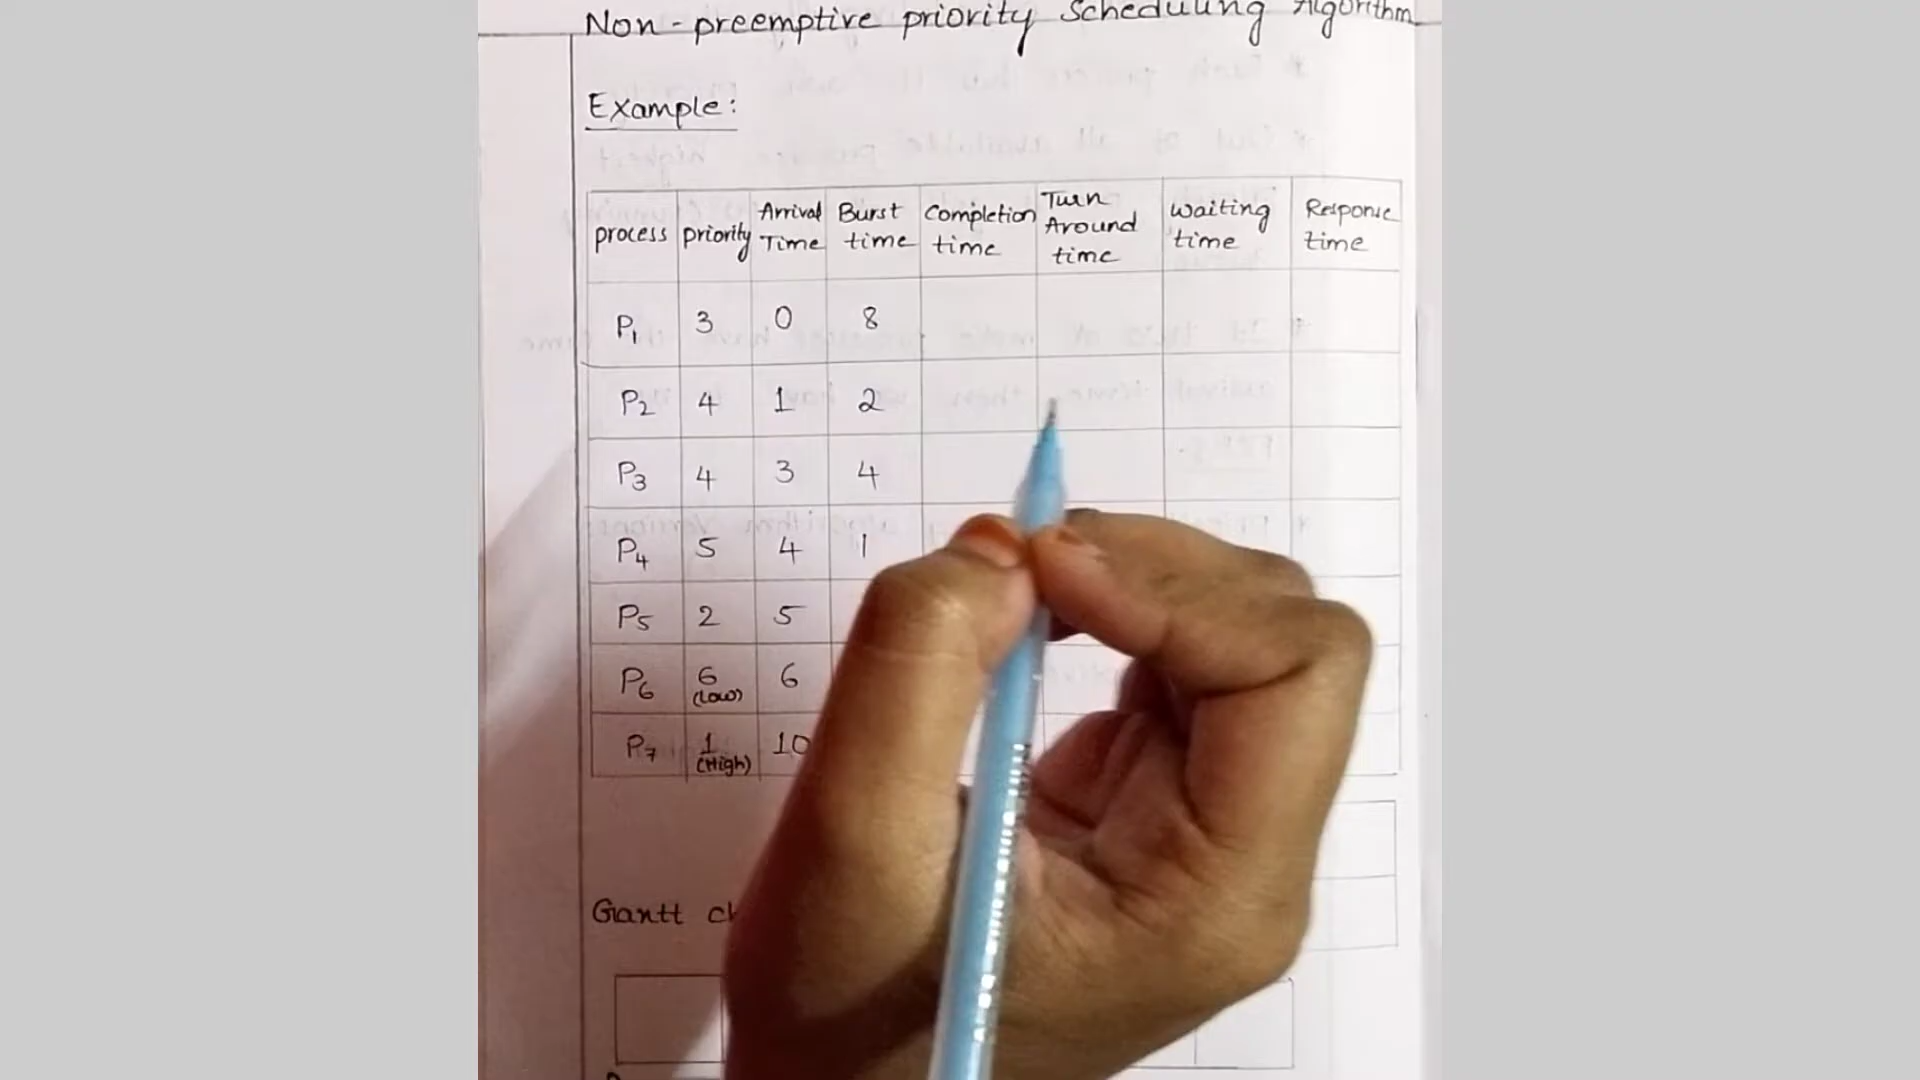 Non-preemptive priority Scheduling Algorithm
Example:
process priority Arrival Time Burst time Completion time Turn Around time Waiting time Response time
P1 3 0 8
P2 4 1 2
P3 4 3 4
P4 5 4 1
P5 2 5
P6 6 (Low) 6
P7 1 (High) 10
Gantt